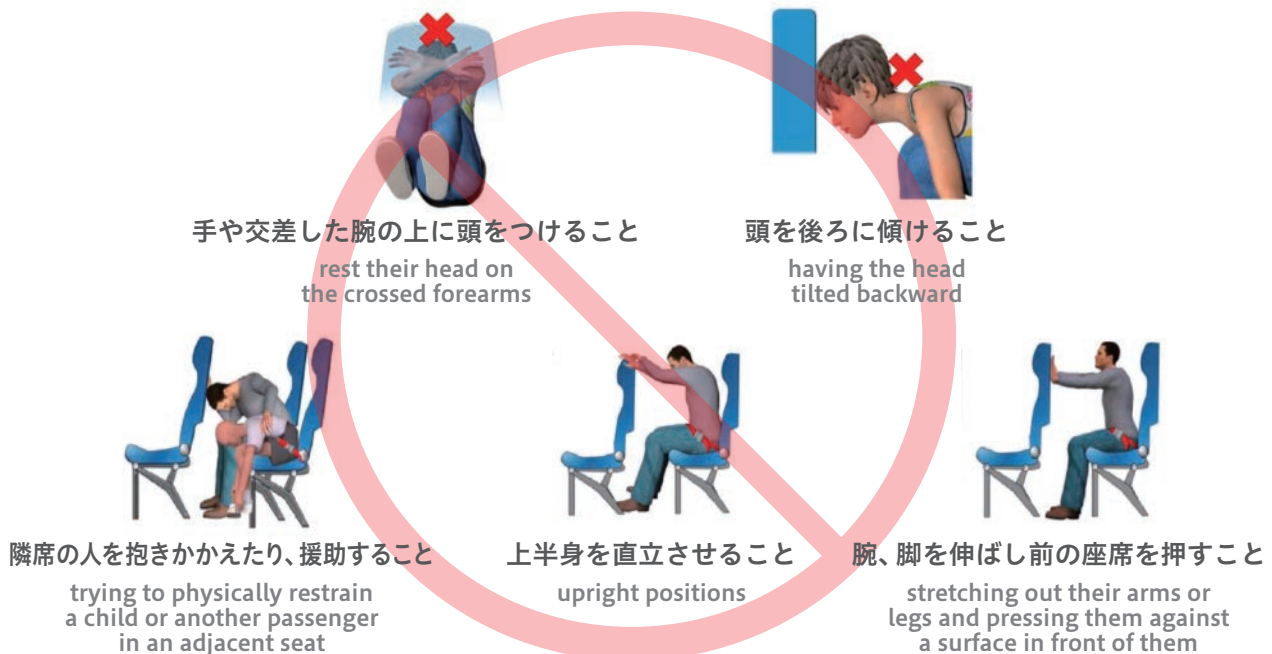 手や交差した腕の上に頭をつけること
rest their head on
the crossed forearms
頭を後ろに傾けること
having the head
tilted backward
隣席の人を抱きかかえたり、援助すること
trying to physically restrain
a child or another passenger
in an adjacent seat
上半身を直立させること
upright positions
腕、脚を伸ばし前の座席を押すこと
stretching out their arms or
legs and pressing them against
a surface in front of them